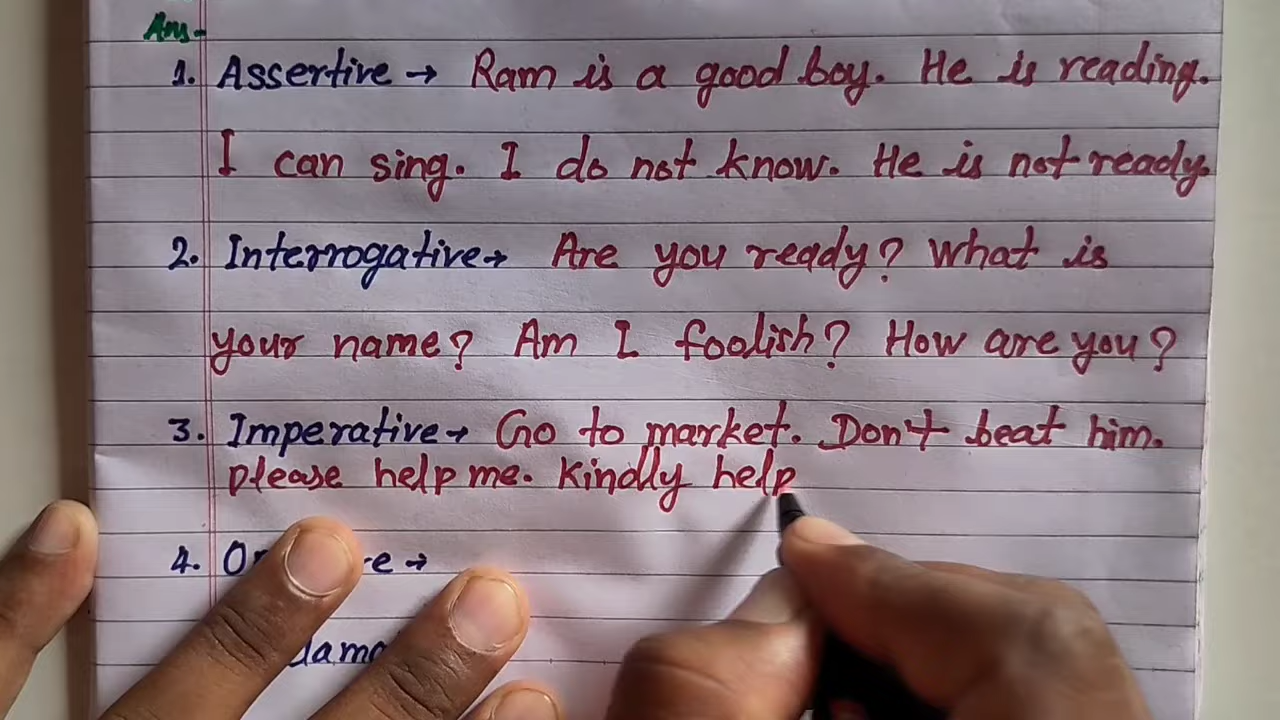 Ans-
1. Assertive → Ram is a good boy. He is reading.
I can sing. I do not know. He is not ready.
2. Interrogative → Are you ready? What is
your name? Am I foolish? How are you?
3. Imperative → Go to market. Don't beat him.
please help me. Kindly help
4. →